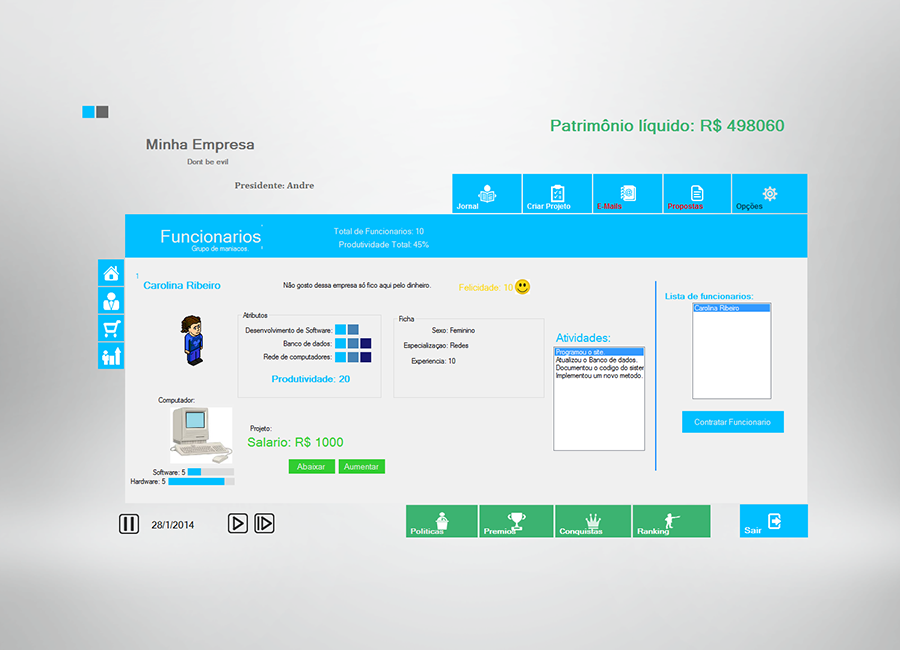 Patrimônio líquido: R$ 498060
Minha Empresa
Dont be evil
Presidente: Andre
Jornal
Criar Projeto
E-Mails
Propostas
Opções
Funcionarios
Grupo de maniacos.
Total de Funcionarios: 10
Produtividade Total: 45%
1
Carolina Ribeiro
Não gosto dessa empresa só fico aqui pelo dinheiro.
Felicidade: 10
Atributos
Desenvolvimento de Software:
Banco de dados:
Rede de computadores:
Produtividade: 20
Ficha
Sexo: Feminino
Especializaçao: Redes
Experiencia: 10
Atividades:
Programou o site.
Atualizou o Banco de dados.
Documentou o codigo do sister
Implementou um novo metodo.
Lista de funcionarios:
Carolina Ribeiro
Contratar Funcionario
Computador:
Software: 5
Hardware: 5
Projeto:
Salario: R$ 1000
Abaixar
Aumentar
28/1/2014
Politicas
Premios
Conquistas
Ranking
Sair